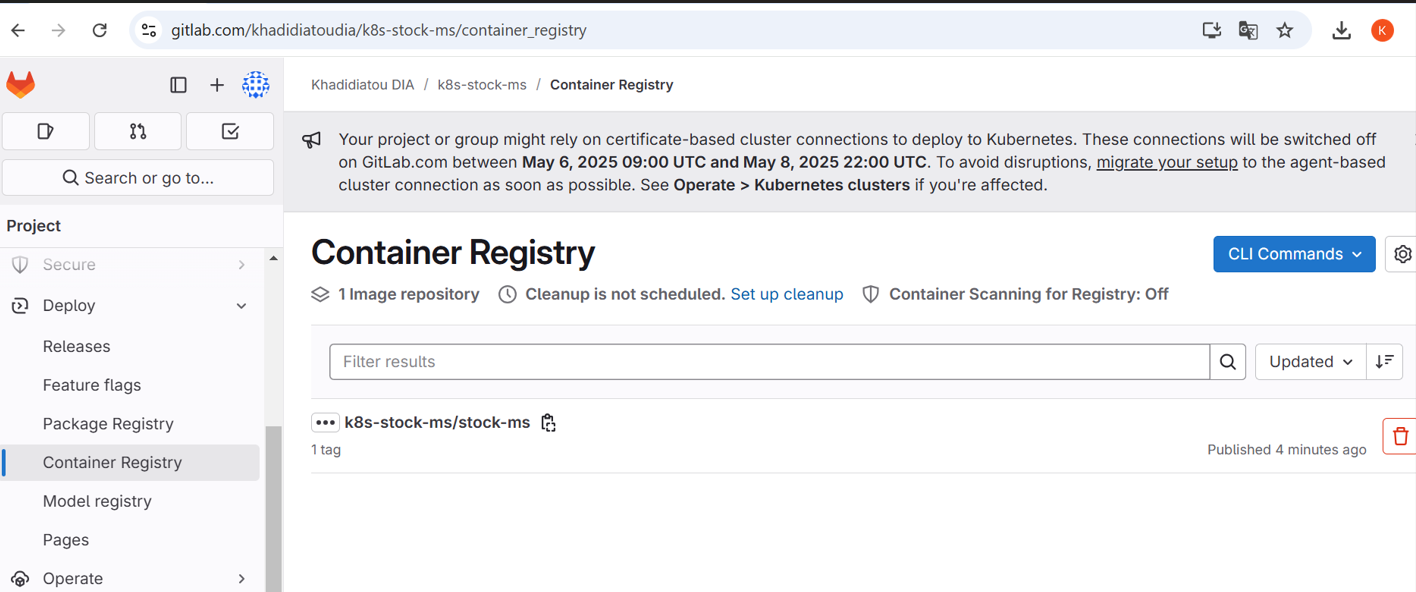 gitlab.com/khadidiatoudia/k8s-stock-ms/container_registry
K
Khadidiatou DIA / k8s-stock-ms / Container Registry
Search or go to...
Project
Secure
Deploy
Releases
Feature flags
Package Registry
Container Registry
Model registry
Pages
Operate
Your project or group might rely on certificate-based cluster connections to deploy to Kubernetes. These connections will be switched off
on GitLab.com between May 6, 2025 09:00 UTC and May 8, 2025 22:00 UTC. To avoid disruptions, migrate your setup to the agent-based
cluster connection as soon as possible. See Operate > Kubernetes clusters if you're affected.
Container Registry
CLI Commands
1 Image repository Cleanup is not scheduled. Set up cleanup Container Scanning for Registry: Off
Filter results
Updated
k8s-stock-ms/stock-ms
1 tag
Published 4 minutes ago